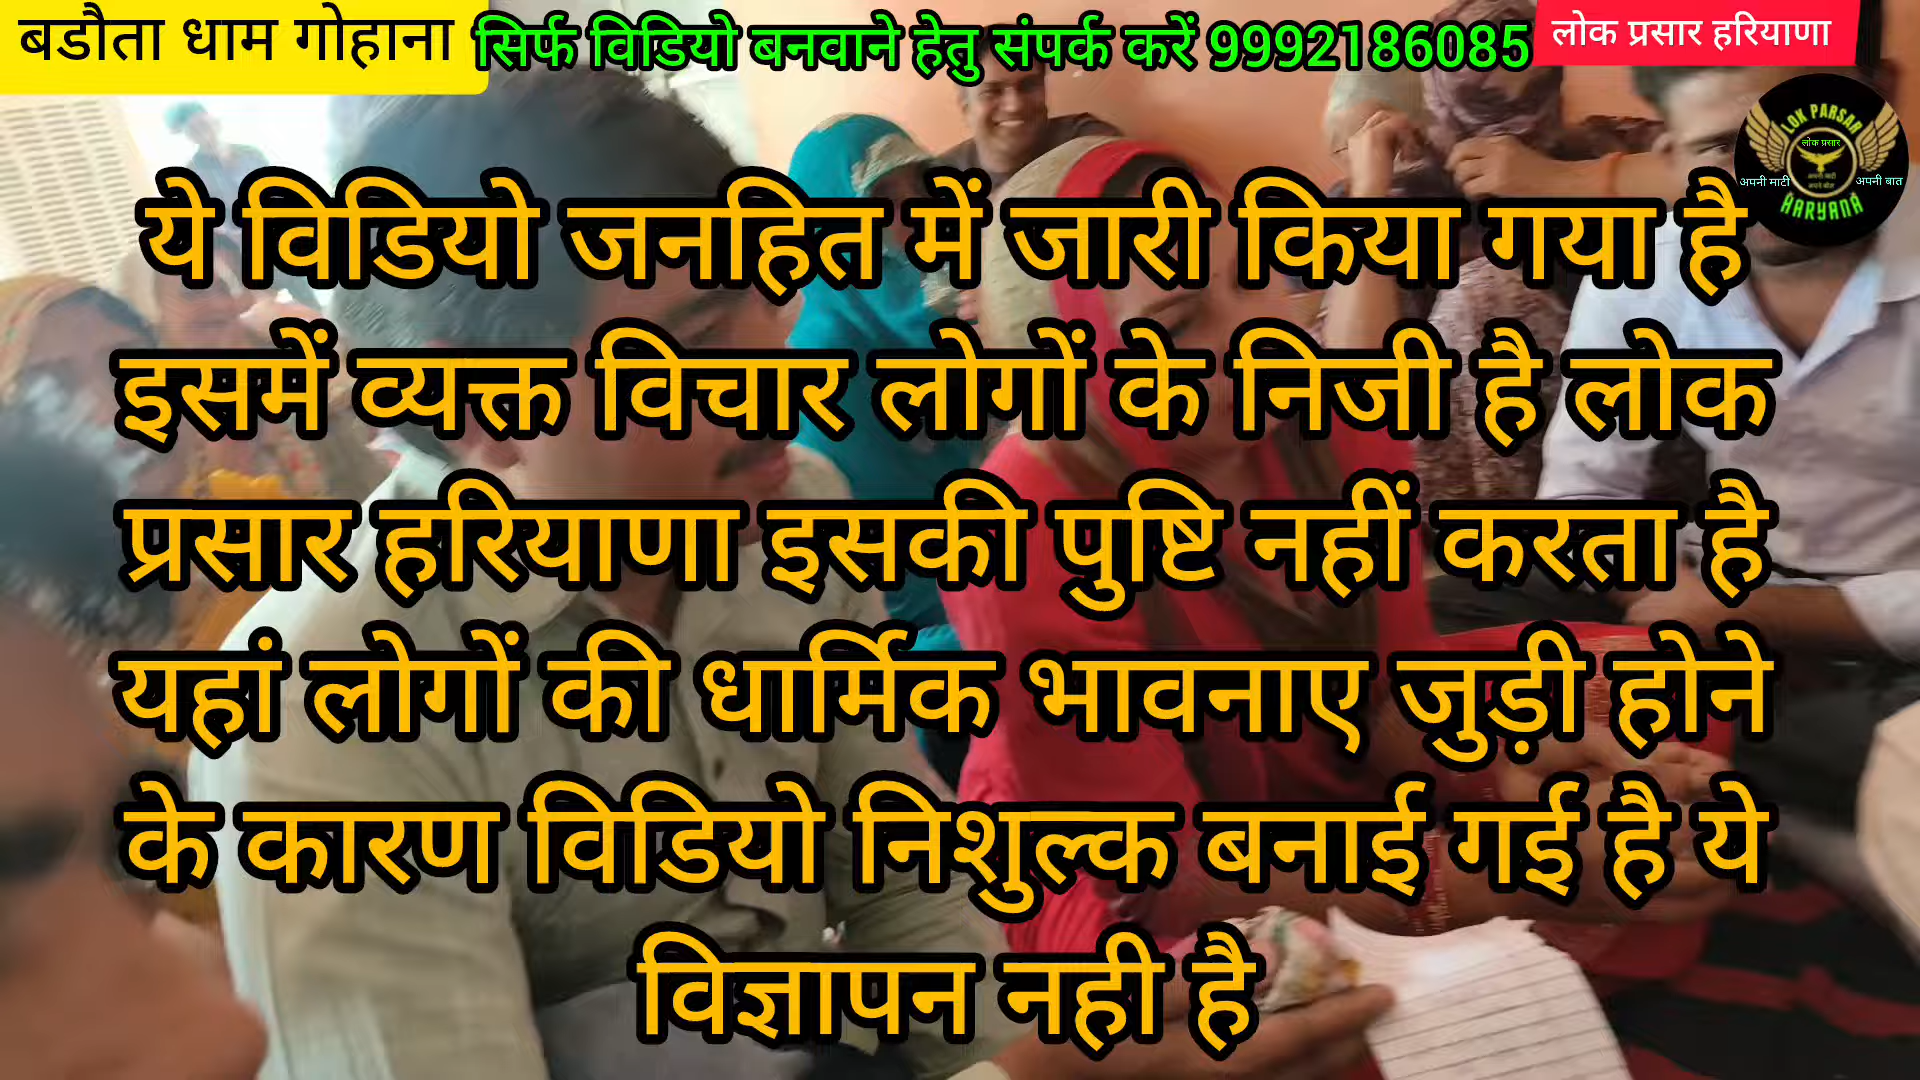 बडौता धाम गोहाना
सिर्फ विडियो बनवाने हेतु संपर्क करें 9992186085
लोक प्रसार हरियाणा
LOK PARSAR
लोक प्रसार
अपनी माटी
अपनी बात
HARYANA
ये विडियो जनहित में जारी किया गया है
इसमें व्यक्त विचार लोगों के निजी है लोक
प्रसार हरियाणा इसकी पुष्टि नहीं करता है
यहां लोगों की धार्मिक भावनाए जुड़ी होने
के कारण विडियो निशुल्क बनाई गई है ये
विज्ञापन नही है